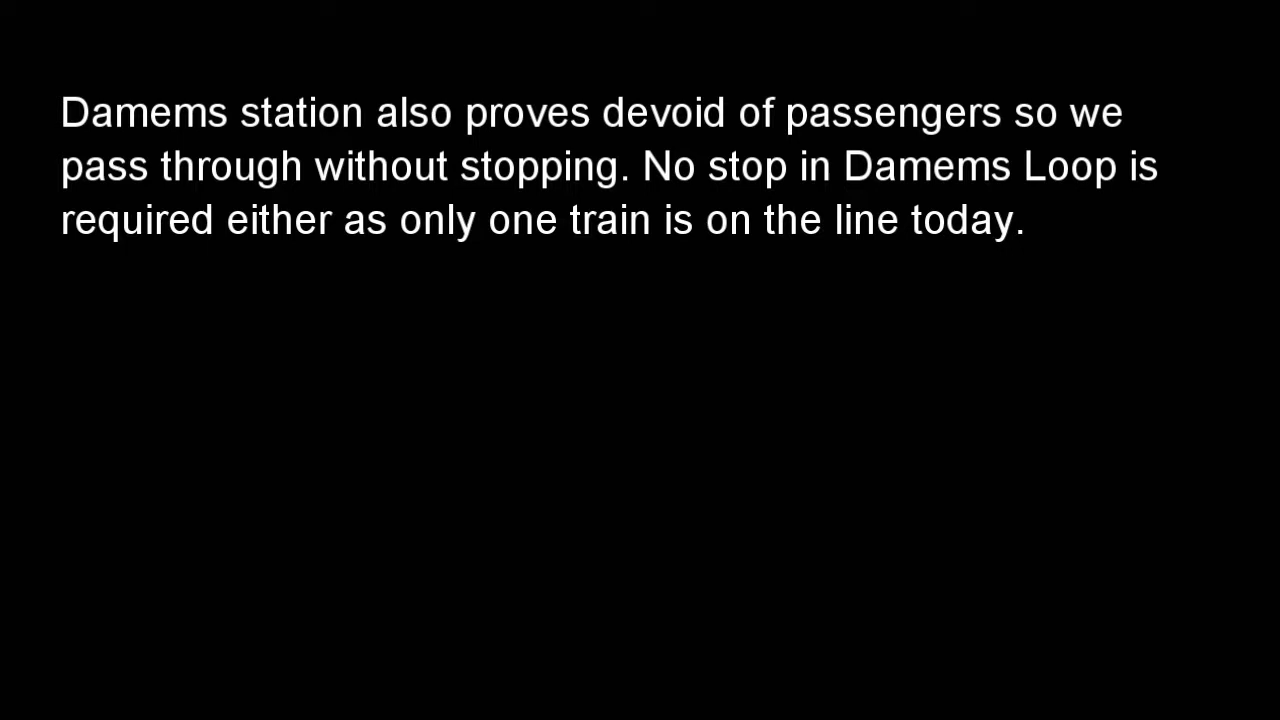 Damems station also proves devoid of passengers so we
pass through without stopping. No stop in Damems Loop is
required either as only one train is on the line today.